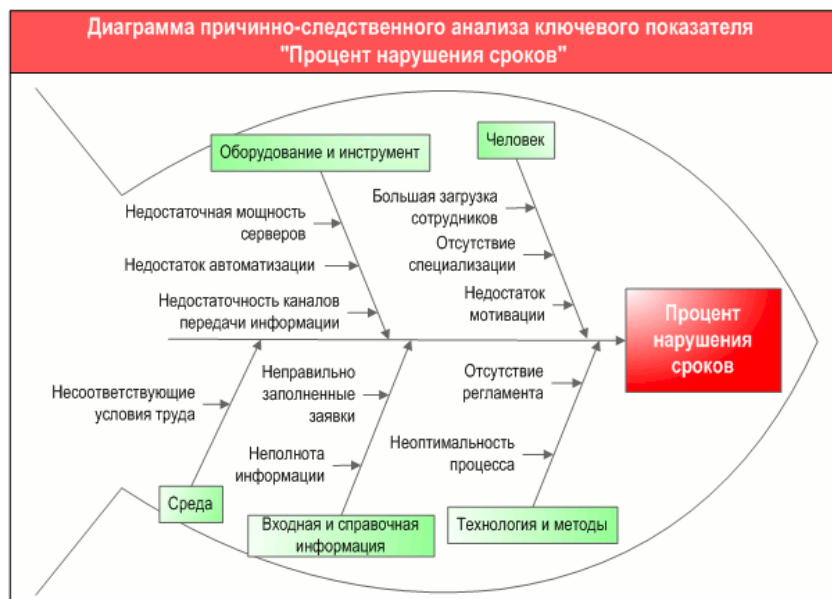 Диаграмма причинно-следственного анализа ключевого показателя
"Процент нарушения сроков"
Оборудование и инструмент
Недостаточная мощность
серверов
Недостаток автоматизации
Недостаточность каналов
передачи информации
Человек
Большая загрузка
сотрудников
Отсутствие
специализации
Недостаток
мотивации
Процент
нарушения
сроков
Несоответствующие
условия труда
Среда
Неправильно
заполненные
заявки
Неполнота
информации
Входная и справочная
информация
Отсутствие
регламента
Неоптимальность
процесса
Технология и методы